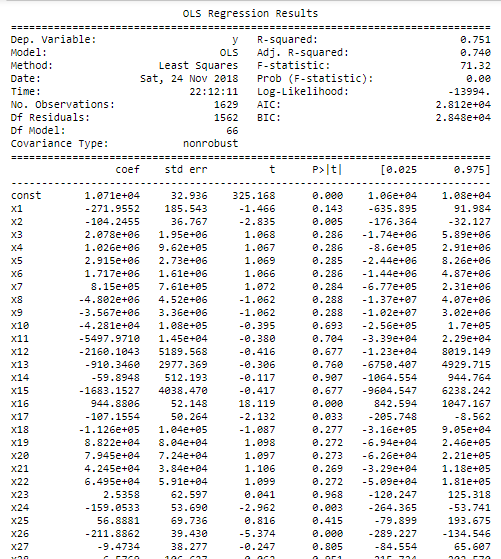 OLS Regression Results
Dep. Variable: y R-squared: 0.751
Model: OLS Adj. R-squared: 0.740
Method: Least Squares F-statistic: 71.32
Date: Sat, 24 Nov 2018 Prob (F-statistic): 0.00
Time: 22:12:11 Log-Likelihood: -13994.
No. Observations: 1629 AIC: 2.812e+04
Df Residuals: 1562 BIC: 2.848e+04
Df Model: 66
Covariance Type: nonrobust
coef std err t P>|t| [0.025 0.975]
const 1.071e+04 32.936 325.168 0.000 1.06e+04 1.08e+04
x1 -271.9552 185.543 -1.466 0.143 -635.895 91.984
x2 -104.2455 36.767 -2.835 0.005 -176.364 -32.127
x3 2.078e+06 1.95e+06 1.068 0.286 -1.74e+06 5.89e+06
x4 1.026e+06 9.62e+05 1.067 0.286 -8.6e+05 2.91e+06
x5 2.915e+06 2.73e+06 1.069 0.285 -2.44e+06 8.26e+06
x6 1.717e+06 1.61e+06 1.066 0.286 -1.44e+06 4.87e+06
x7 8.15e+05 7.61e+05 1.072 0.284 -6.77e+05 2.31e+06
x8 -4.802e+06 4.52e+06 -1.062 0.288 -1.37e+07 4.07e+06
x9 -3.567e+06 3.36e+06 -1.062 0.288 -1.02e+07 3.02e+06
x10 -4.281e+04 1.08e+05 -0.395 0.693 -2.56e+05 1.7e+05
x11 -5497.9710 1.45e+04 -0.380 0.704 -3.39e+04 2.29e+04
x12 -2160.1043 5189.568 -0.416 0.677 -1.23e+04 8019.149
x13 -910.3460 2977.369 -0.306 0.760 -6750.407 4929.715
x14 -59.8948 512.193 -0.117 0.907 -1064.554 944.764
x15 -1683.1527 4038.470 -0.417 0.677 -9604.547 6238.242
x16 944.8806 52.148 18.119 0.000 842.594 1047.167
x17 -107.1554 50.264 -2.132 0.033 -205.748 -8.562
x18 -1.126e+05 1.04e+05 -1.087 0.277 -3.16e+05 9.05e+04
x19 8.822e+04 8.04e+04 1.098 0.272 -6.94e+04 2.46e+05
x20 7.945e+04 7.24e+04 1.097 0.273 -6.26e+04 2.21e+05
x21 4.245e+04 3.84e+04 1.106 0.269 -3.29e+04 1.18e+05
x22 6.495e+04 5.91e+04 1.099 0.272 -5.09e+04 1.81e+05
x23 2.5358 62.597 0.041 0.968 -120.247 125.318
x24 -159.0533 53.690 -2.962 0.003 -264.365 -53.741
x25 56.8881 69.736 0.816 0.415 -79.899 193.675
x26 -211.8862 39.430 -5.374 0.000 -289.227 -134.546
x27 -9.4734 38.277 -0.247 0.805 -84.554 65.607